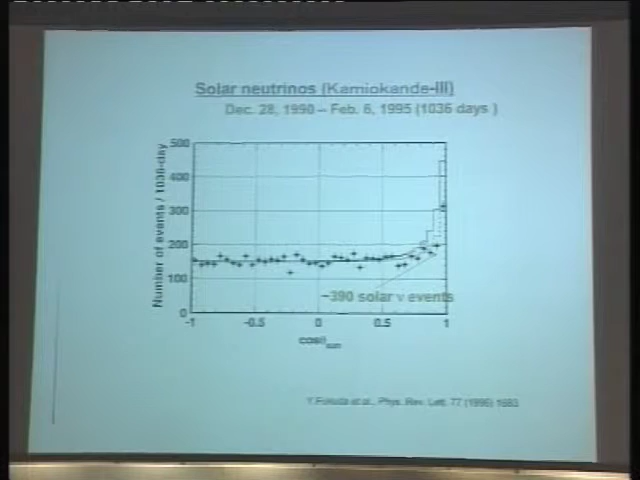 Solar neutrinos (Kamiokande-III)
Dec. 28, 1990 – Feb. 6, 1995 (1036 days )
Number of events / 1036-day
500
400
300
200
100
0
~390 solar ν events
-1
-0.5
0
0.5
1
cosθsun
Y.Fukuda et al., Phys. Rev. Lett. 77 (1996) 1683